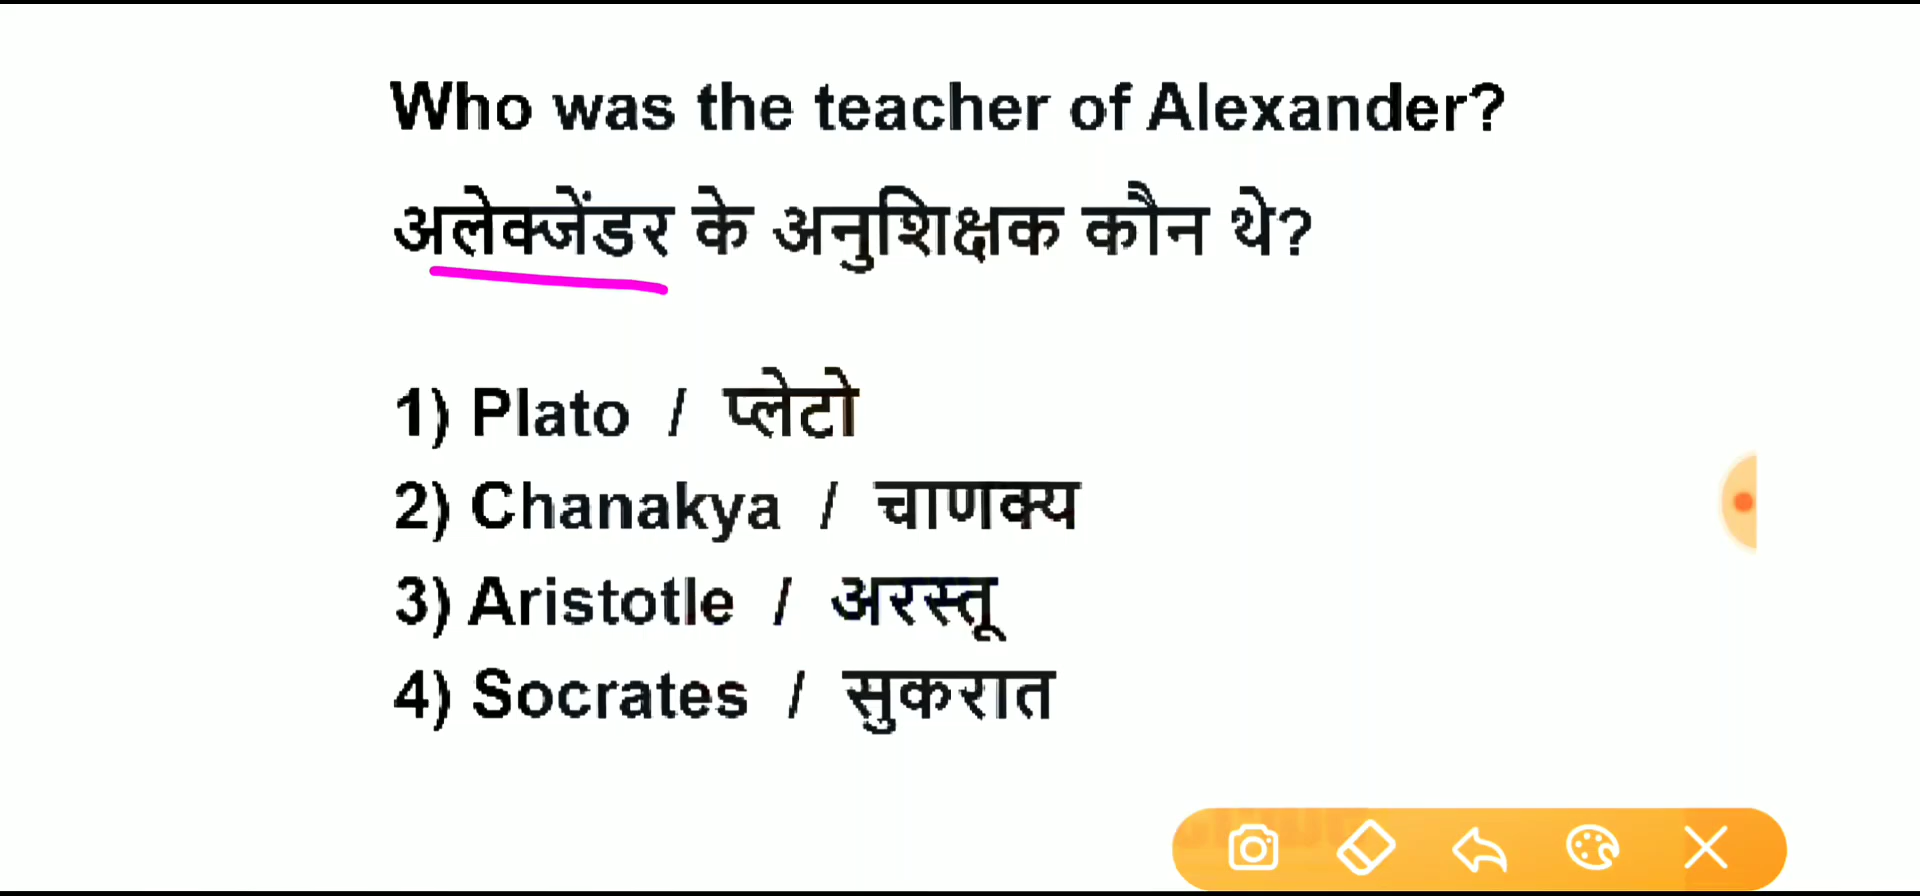 Who was the teacher of Alexander?
अलेक्जेंडर के अनुशिक्षक कौन थे?
1) Plato / प्लेटो
2) Chanakya / चाणक्य
3) Aristotle / अरस्तू
4) Socrates / सुकरात